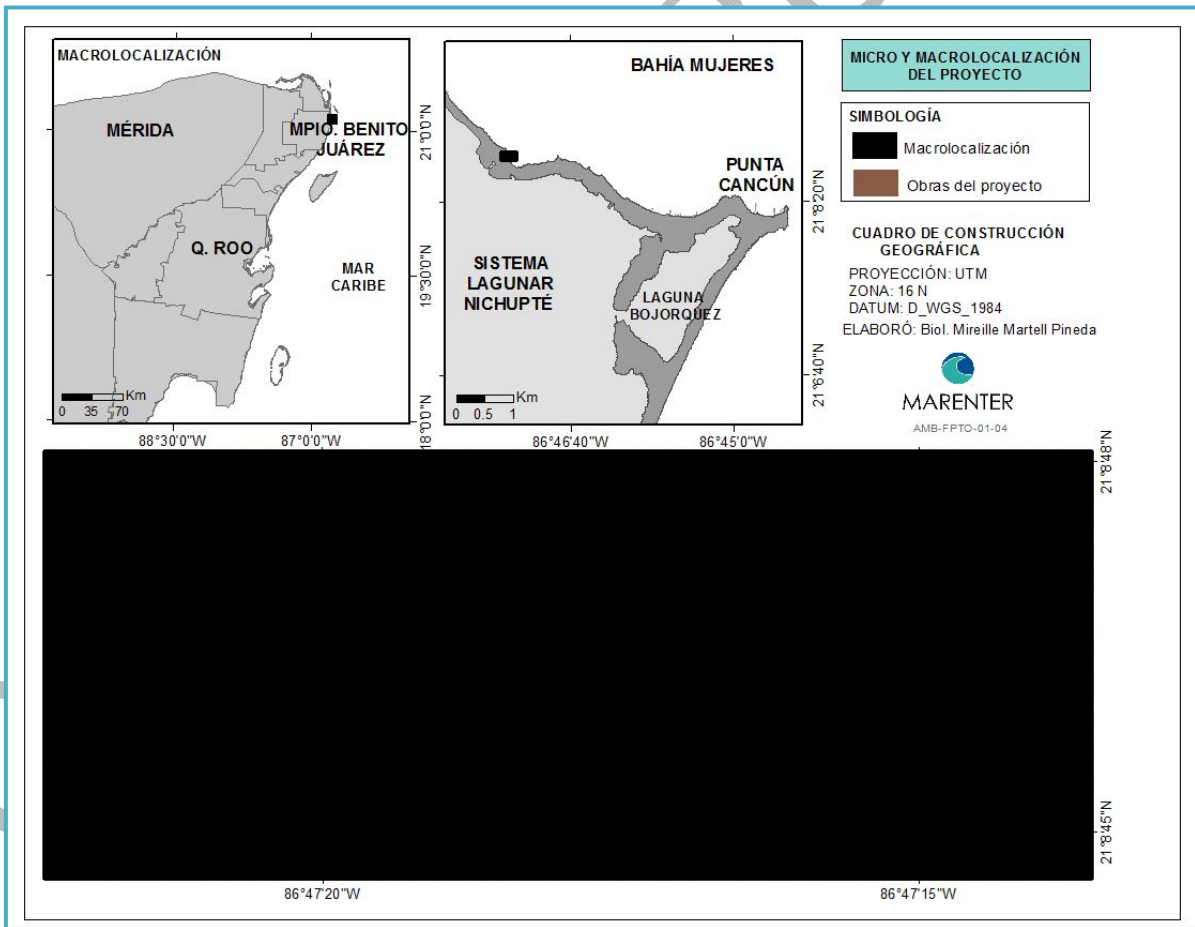 MACROLOCALIZACIÓN
MÉRIDA
MPIO. BENITO
JUÁREZ
Q. ROO
MAR
CARIBE
Km
0 35 70
88°30'0"W
87°0'0"W
21°0'0"N
19°30'0"N
18°0'0"N
BAHÍA MUJERES
PUNTA
CANCÚN
SISTEMA
LAGUNAR
NICHUPTÉ
LAGUNA
BOJORQUEZ
Km
0 0.5 1
86°46'40"W
86°45'0"W
21°8'20"N
21°6'40"N
MICRO Y MACROLOCALIZACIÓN
DEL PROYECTO
SIMBOLOGÍA
Macrolocalización
Obras del proyecto
CUADRO DE CONSTRUCCIÓN
GEOGRÁFICA
PROYECCIÓN: UTM
ZONA: 16 N
DATUM: D_WGS_1984
ELABORÓ: Biol. Mireille Martell Pineda
MARENTER
AMB-FPTO-01-04
21°8'48"N
21°8'45"N
86°47'20"W
86°47'15"W